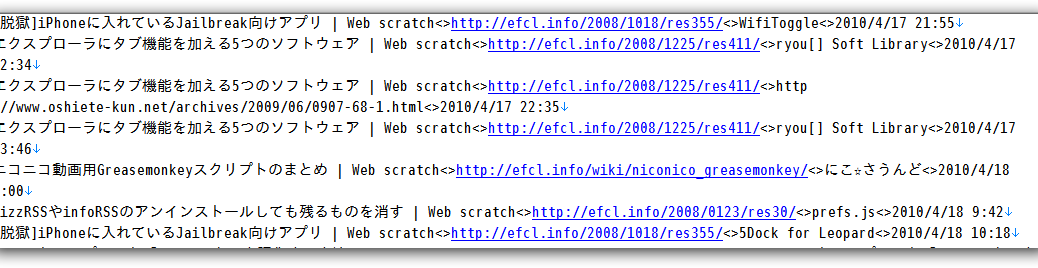 脱獄]iPhoneに入れているJailbreak向けアプリ | Web scratch<>http://efcl.info/2008/1018/res355/<>WifiToggle<>2010/4/17 21:55↓
エクスプローラにタブ機能を加える5つのソフトウェア | Web scratch<>http://efcl.info/2008/1225/res411/<>ryou[] Soft Library<>2010/4/17
2:34↓
エクスプローラにタブ機能を加える5つのソフトウェア | Web scratch<>http://efcl.info/2008/1225/res411/<>http
//www.oshiete-kun.net/archives/2009/06/0907-68-1.html<>2010/4/17 22:35↓
エクスプローラにタブ機能を加える5つのソフトウェア | Web scratch<>http://efcl.info/2008/1225/res411/<>ryou[] Soft Library<>2010/4/17
3:46↓
ニコニコ動画用Greasemonkeyスクリプトのまとめ | Web scratch<>http://efcl.info/wiki/niconico_greasemonkey/<>にこ☆さうんど<>2010/4/18
:00↓
izzRSSやinfoRSSのアンインストールしても残るものを消す | Web scratch<>http://efcl.info/2008/0123/res30/<>prefs.js<>2010/4/18 9:42↓
脱獄]iPhoneに入れているJailbreak向けアプリ | Web scratch<>http://efcl.info/2008/1018/res355/<>5Dock for Leopard<>2010/4/18 10:18↓